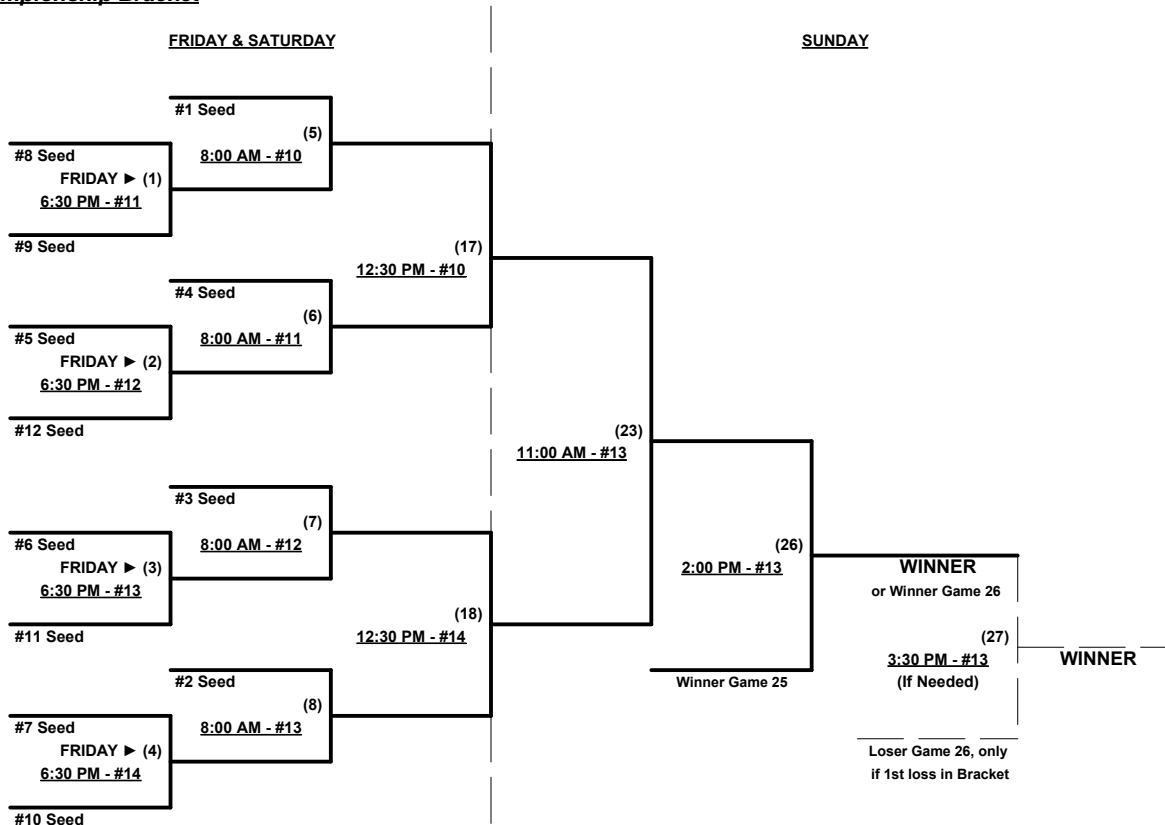 FRIDAY & SATURDAY
SUNDAY
#1 Seed
(5)
8:00 AM - #10
#8 Seed
FRIDAY ► (1)
6:30 PM - #11
#9 Seed
(17)
12:30 PM - #10
#4 Seed
(6)
8:00 AM - #11
#5 Seed
FRIDAY ► (2)
6:30 PM - #12
#12 Seed
(23)
11:00 AM - #13
#3 Seed
(7)
8:00 AM - #12
#6 Seed
FRIDAY ► (3)
6:30 PM - #13
#11 Seed
(18)
12:30 PM - #14
#2 Seed
(8)
8:00 AM - #13
#7 Seed
FRIDAY ► (4)
6:30 PM - #14
#10 Seed
(26)
2:00 PM - #13
Winner Game 25
WINNER
or Winner Game 26
(27)
3:30 PM - #13
(If Needed)
WINNER
Loser Game 26, only
if 1st loss in Bracket